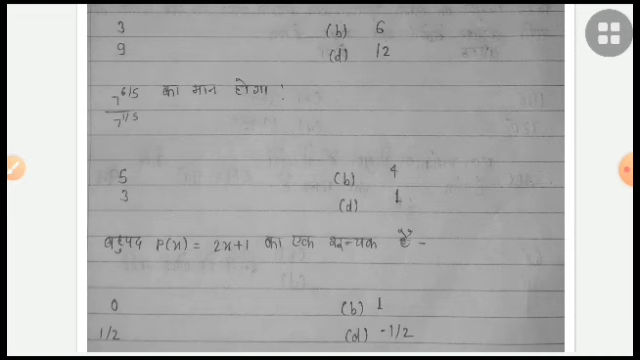 3 (b) 6
9 (d) 12
7^6/5 का मान होगा!
7^1/5
5 (b) 4
3 (d) 1
बहुपद P(x) = 2x+1 का एक शून्यक है -
0 (b) 1
1/2 (d) -1/2